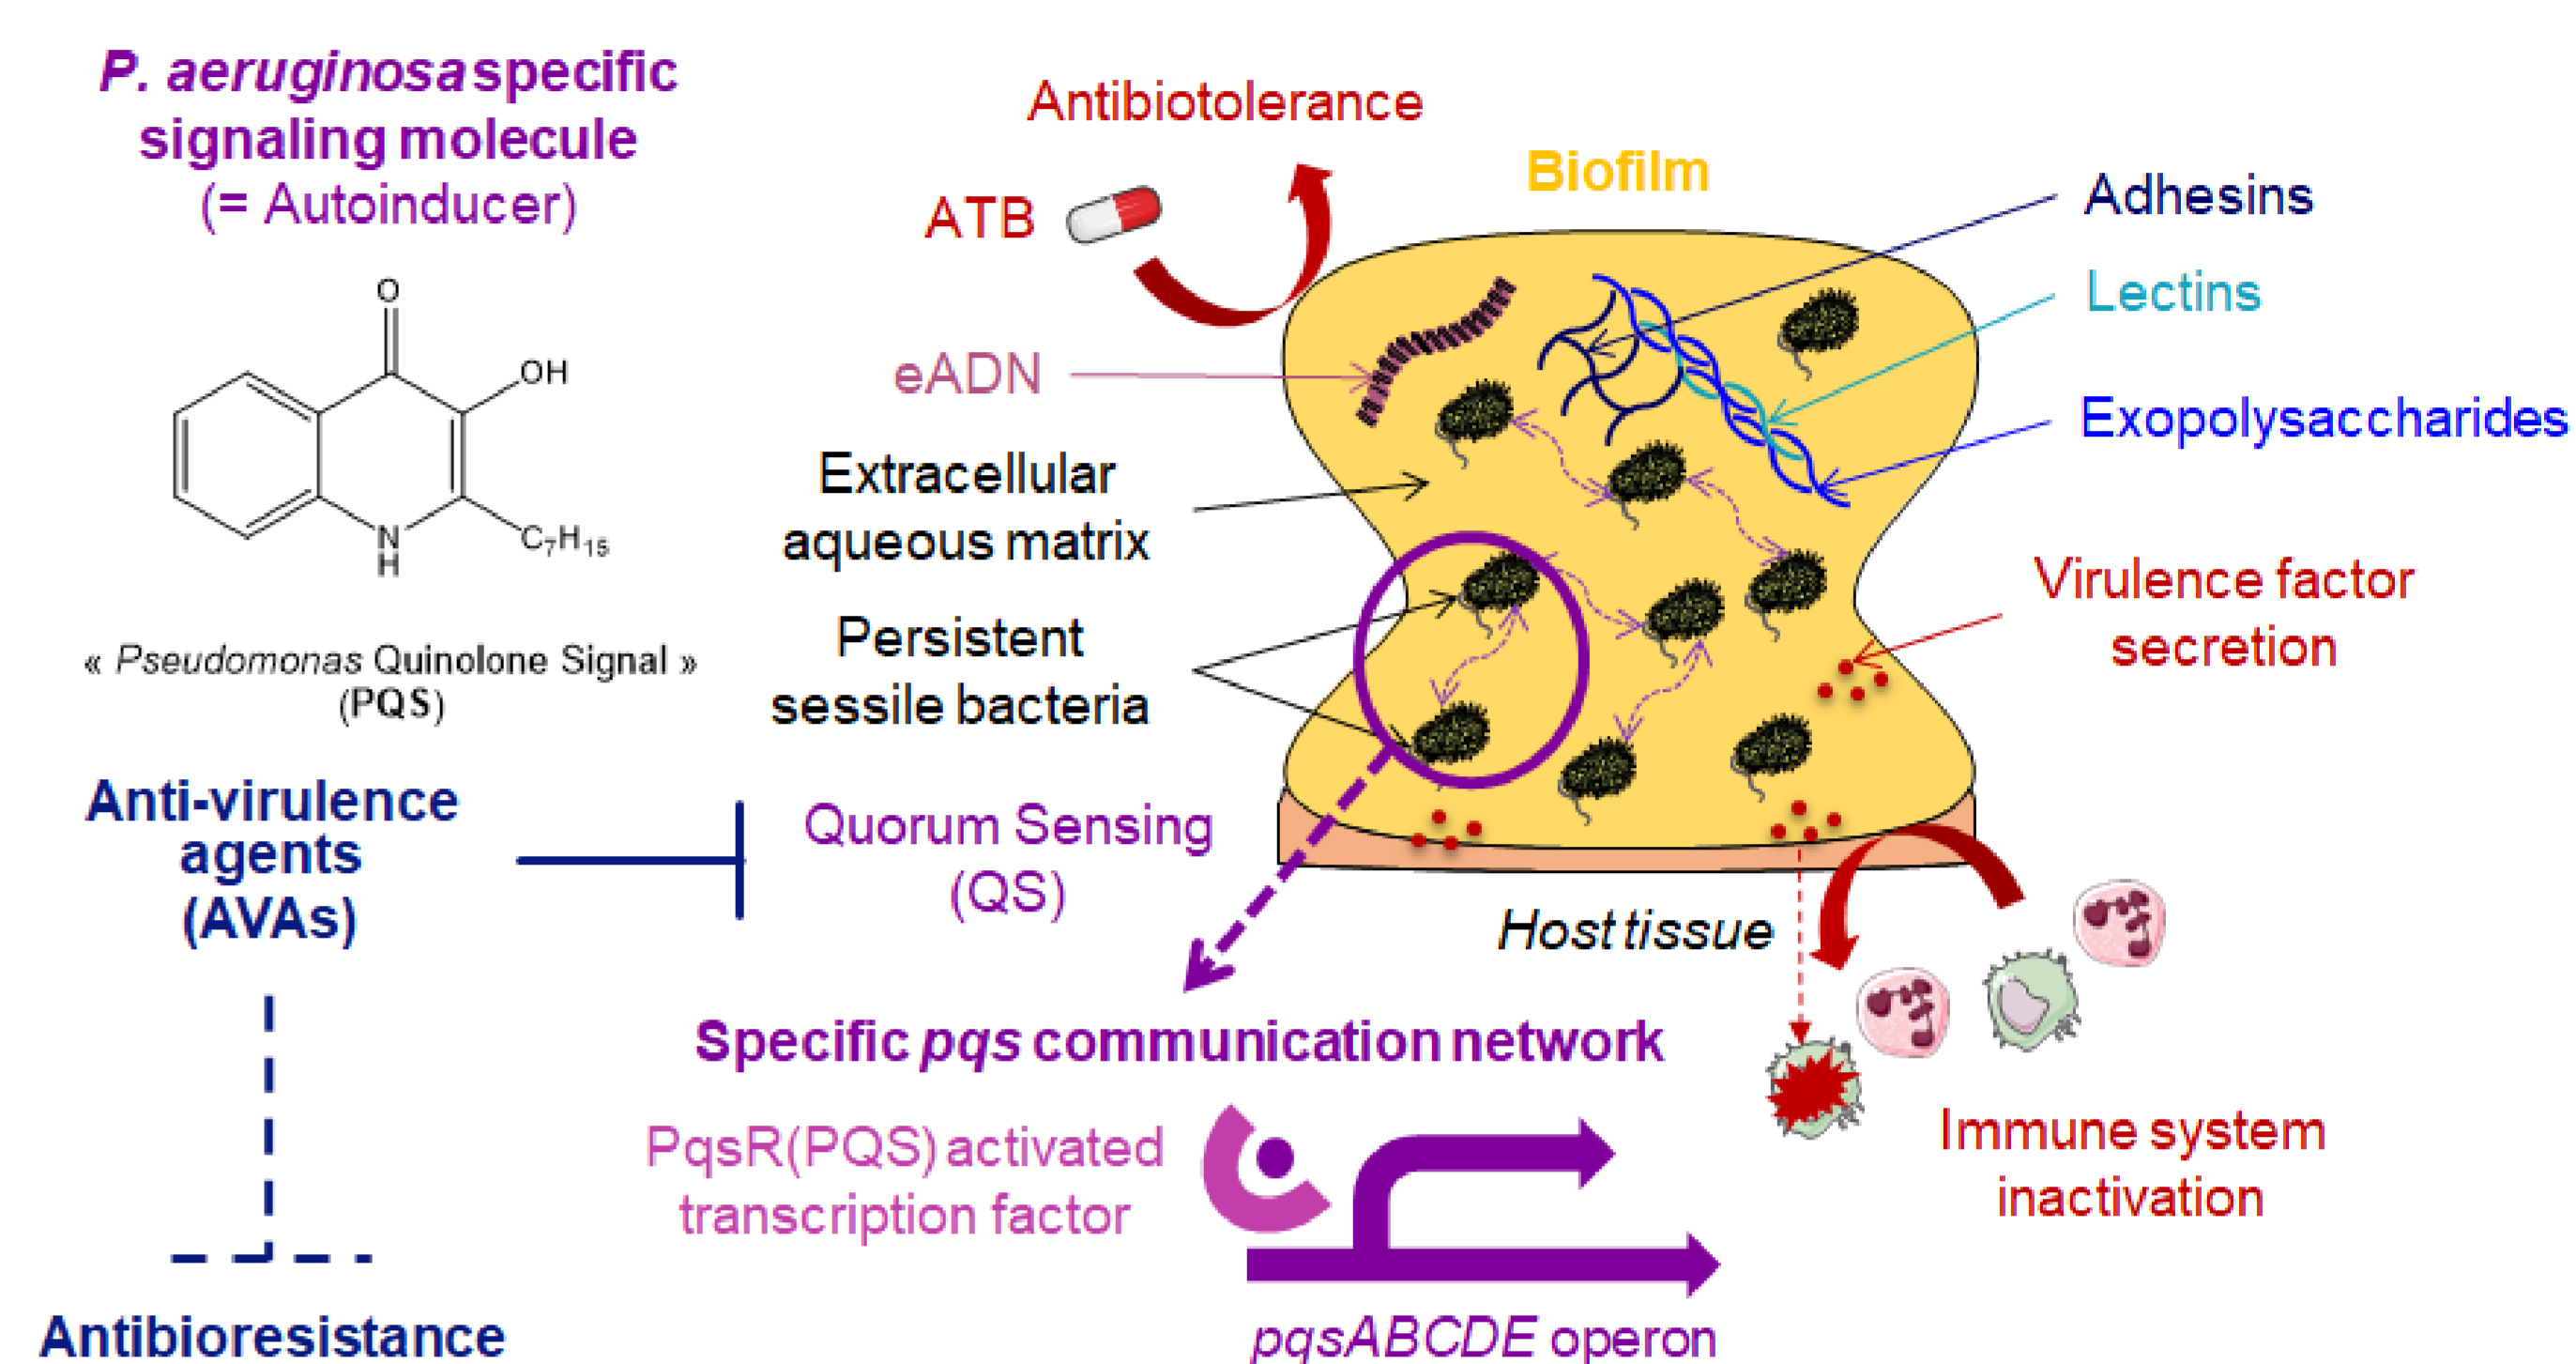 P. aeruginosa specific
signaling molecule
(= Autoinducer)
O
OH
N
H
C7H15
« Pseudomonas Quinolone Signal »
(PQS)
Anti-virulence
agents
(AVAs)
Antibioresistance
Antibiotolerance
ATB
Biofilm
eADN
Extracellular
aqueous matrix
Persistent
sessile bacteria
Quorum Sensing
(QS)
Adhesins
Lectins
Exopolysaccharides
Virulence factor
secretion
Host tissue
Immune system
inactivation
Specific pqs communication network
PqsR(PQS) activated
transcription factor
pqsABCDE operon